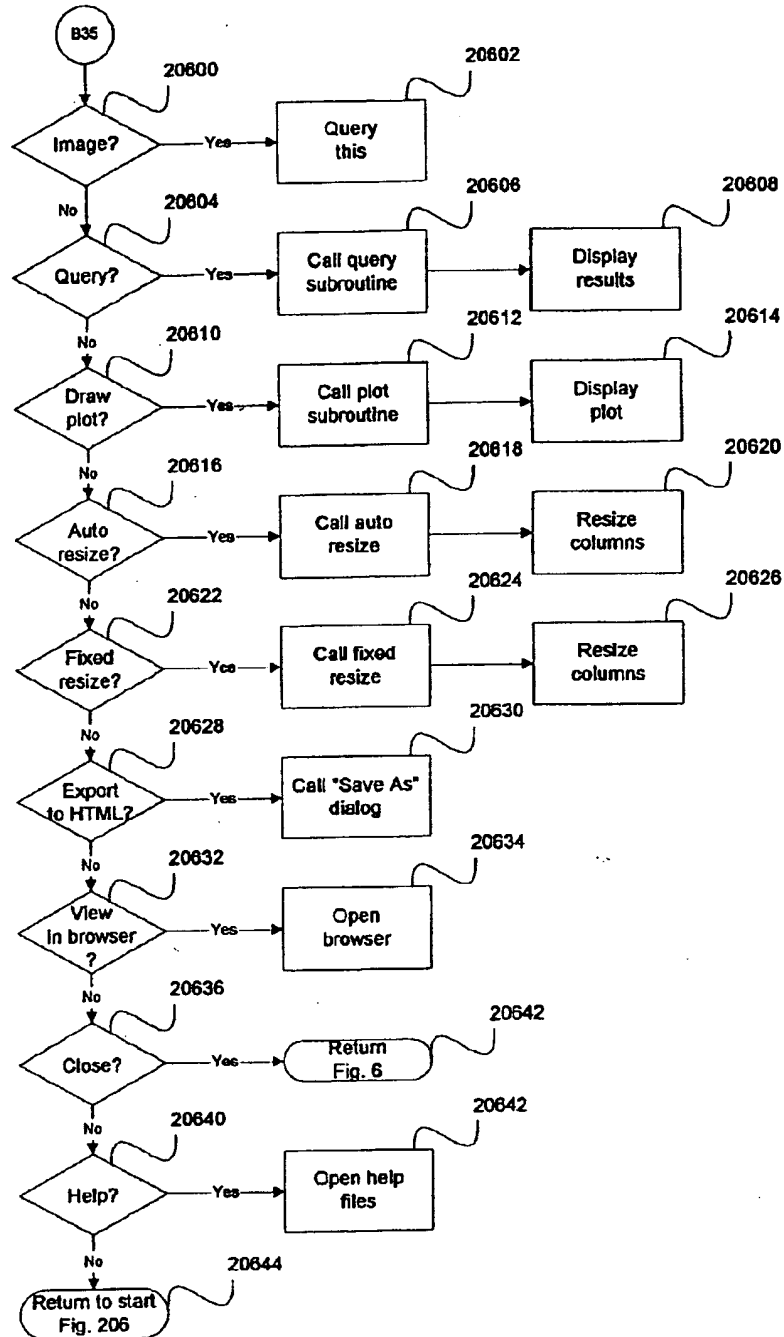 B35
20600
20602
Image?
Yes
Query
this
No
20604
20606
20608
Query?
Yes
Call query
subroutine
Display
results
No
20610
20612
20614
Draw
plot?
Yes
Call plot
subroutine
Display
plot
No
20616
20618
20620
Auto
resize?
Yes
Call auto
resize
Resize
columns
No
20622
20624
20626
Fixed
resize?
Yes
Call fixed
resize
Resize
columns
No
20628
20630
Export
to HTML?
Yes
Call "Save As"
dialog
No
20632
20634
View
in browser
?
Yes
Open
browser
No
20636
20642
Close?
Yes
Return
Fig. 6
No
20640
20642
Help?
Yes
Open help
files
No
20644
Return to start
Fig. 206